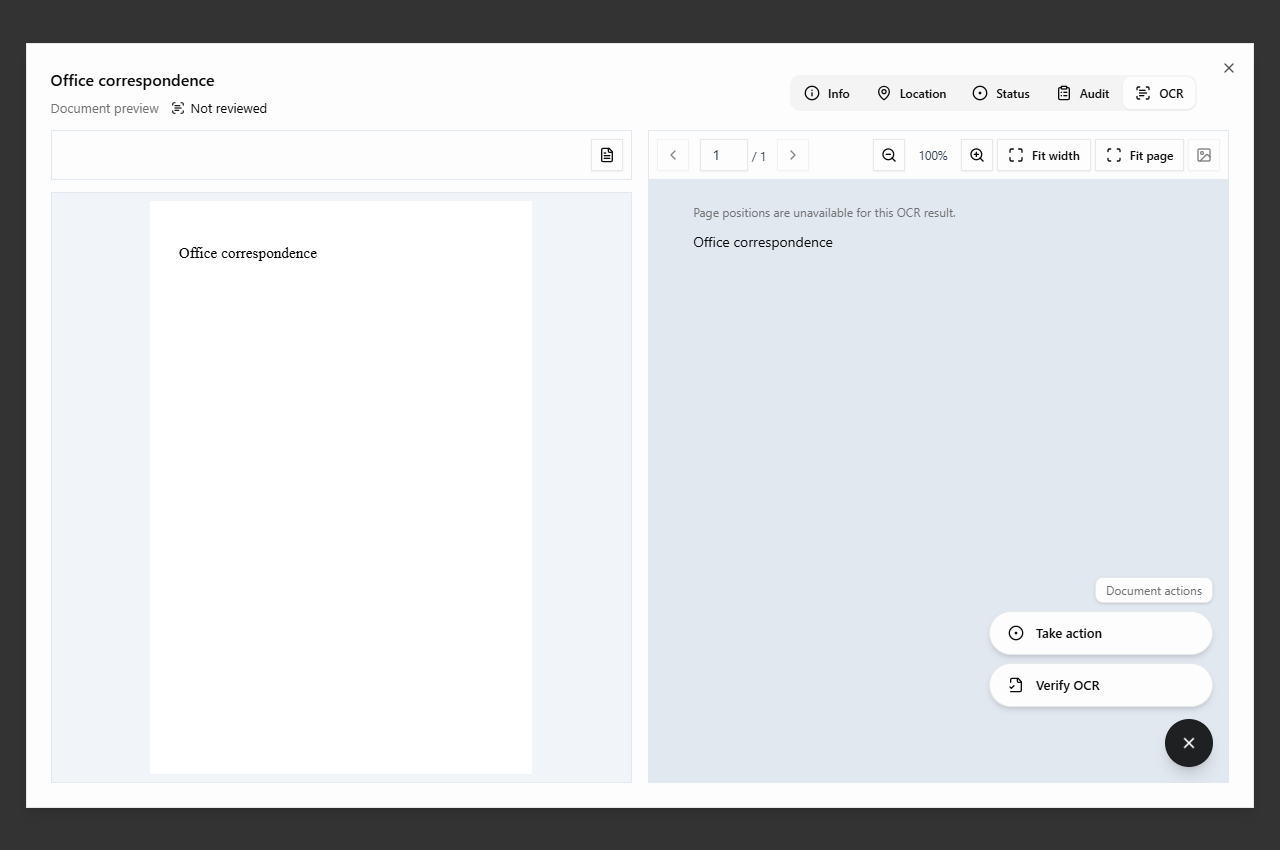 Office correspondence
Document preview Not reviewed
Info Location Status Audit OCR
1 / 1 100% Fit width Fit page
Office correspondence
Page positions are unavailable for this OCR result.
Office correspondence
Document actions
Take action
Verify OCR